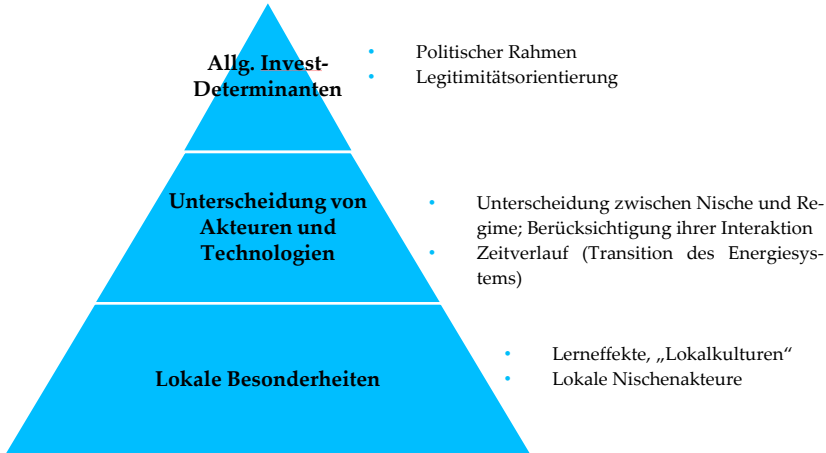 Allg. Invest-
Determinanten
• Politischer Rahmen
• Legitimitätsorientierung
Unterscheidung von
Akteuren und
Technologien
• Unterscheidung zwischen Nische und Re-
gime; Berücksichtigung ihrer Interaktion
• Zeitverlauf (Transition des Energiesys-
tems)
Lokale Besonderheiten
• Lerneffekte, „Lokalkulturen“
• Lokale Nischenakteure